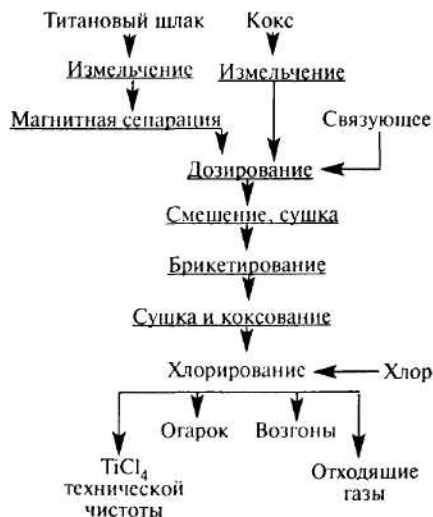 Титановый шлак
Кокс
Измельчение
Измельчение
Магнитная сепарация
Связующее
Дозирование
Смешение, сушка
Брикетирование
Сушка и коксование
Хлорирование
Хлор
Огарок
Возгоны
TiCl₄
технической
чистоты
Отходящие
газы